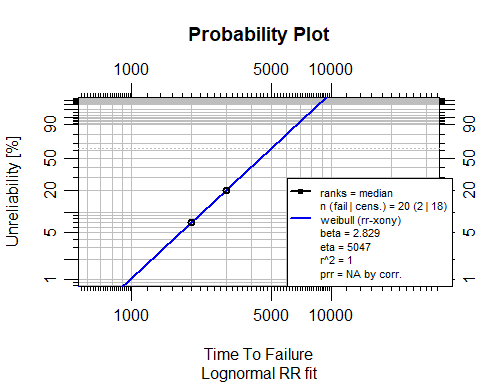 Probability Plot
1000 5000 10000
Unreliability [%]
90
50
20
5
1
90
50
20
5
1
ranks = median
n (fail | cens.) = 20 (2 | 18)
weibull (rr-xony)
beta = 2.829
eta = 5047
r^2 = 1
prr = NA by corr.
1000 5000 10000
Time To Failure
Lognormal RR fit